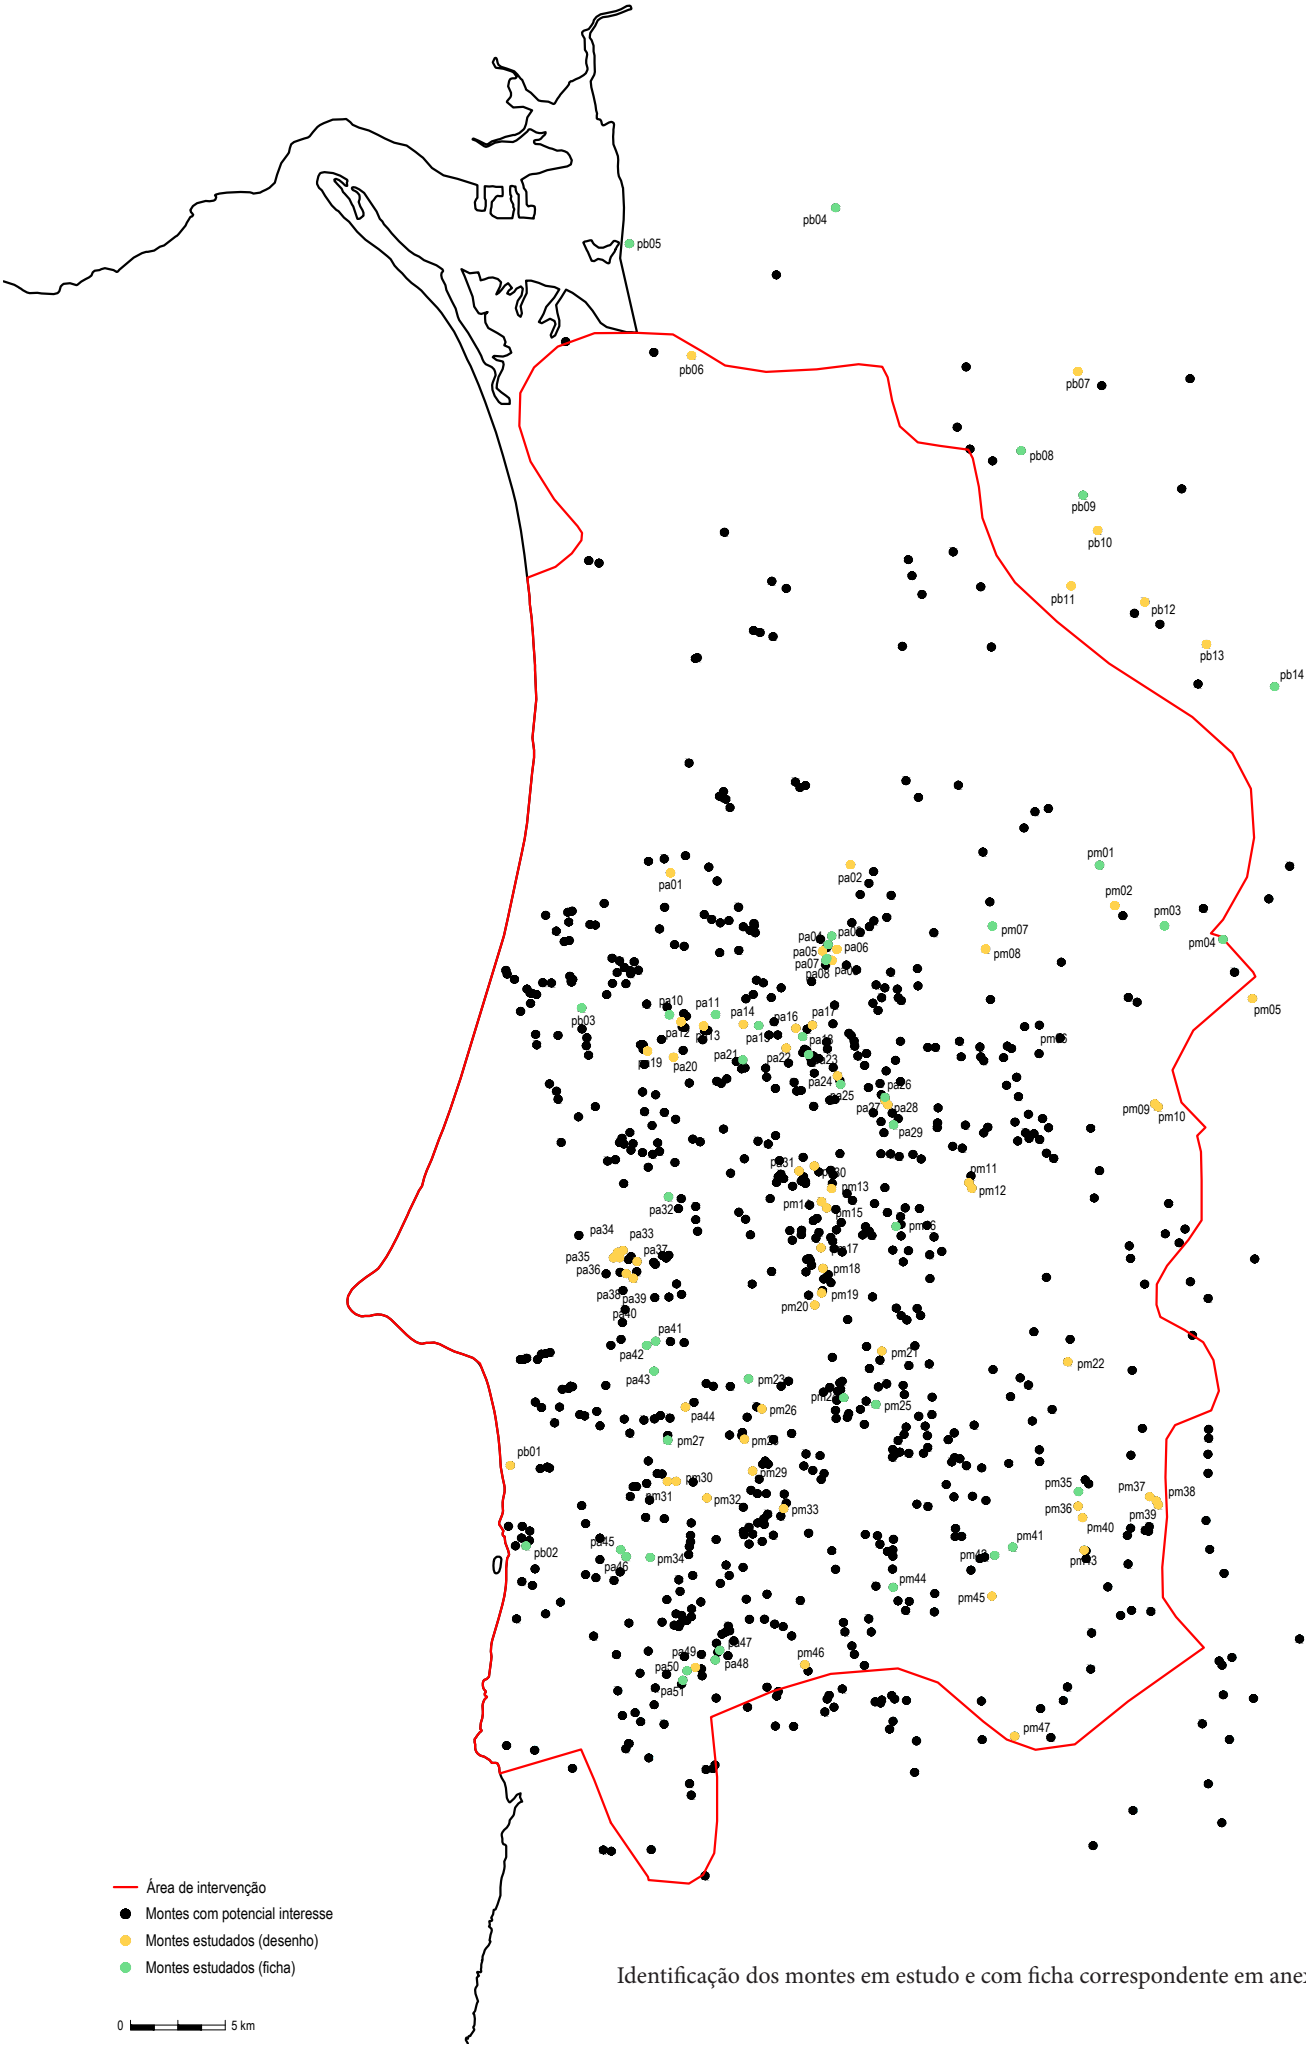 pb04
pb05
pb06
pb07
pb08
pb09
pb10
pb11
pb12
pb13
pb14
pm01
pa02
pa01
pm02
pm03
pm07
pm04
pa04
pa05
pa06
pm08
pa07
pa08
pm05
pa10
pa11
pb03
pa14
pa16
pa17
pa12
pa13
pa19
pa20
pa21
pa22
pa23
pa24
pa25
pa26
pa27
pa28
pm09
pm10
pa29
pa31
pm11
pm12
pm13
pa32
pm15
pa34
pa33
pa35
pa37
pm17
pa36
pm18
pa38
pa39
pm19
pm20
pa40
pa41
pa42
pm21
pm22
pa43
pm23
pm25
pa44
pm26
pm27
pb01
pm29
pm30
pm31
pm32
pm33
pm35
pm36
pm37
pm38
pm39
pm40
pm41
pb02
pa45
pa46
pm34
pm44
pm45
pa47
pa48
pa49
pa50
pa51
pm46
pm47
Área de intervenção
Montes com potencial interesse
Montes estudados (desenho)
Montes estudados (ficha)
Identificação dos montes em estudo e com ficha correspondente em
0 5 km